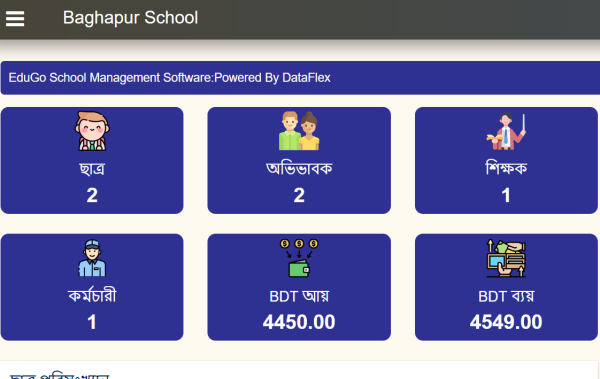 Baghapur School
EduGo School Management Software:Powered By DataFlex
ছাত্র
2
অভিভাবক
2
শিক্ষক
1
কর্মচারী
1
BDT আয়
4450.00
BDT ব্যয়
4549.00